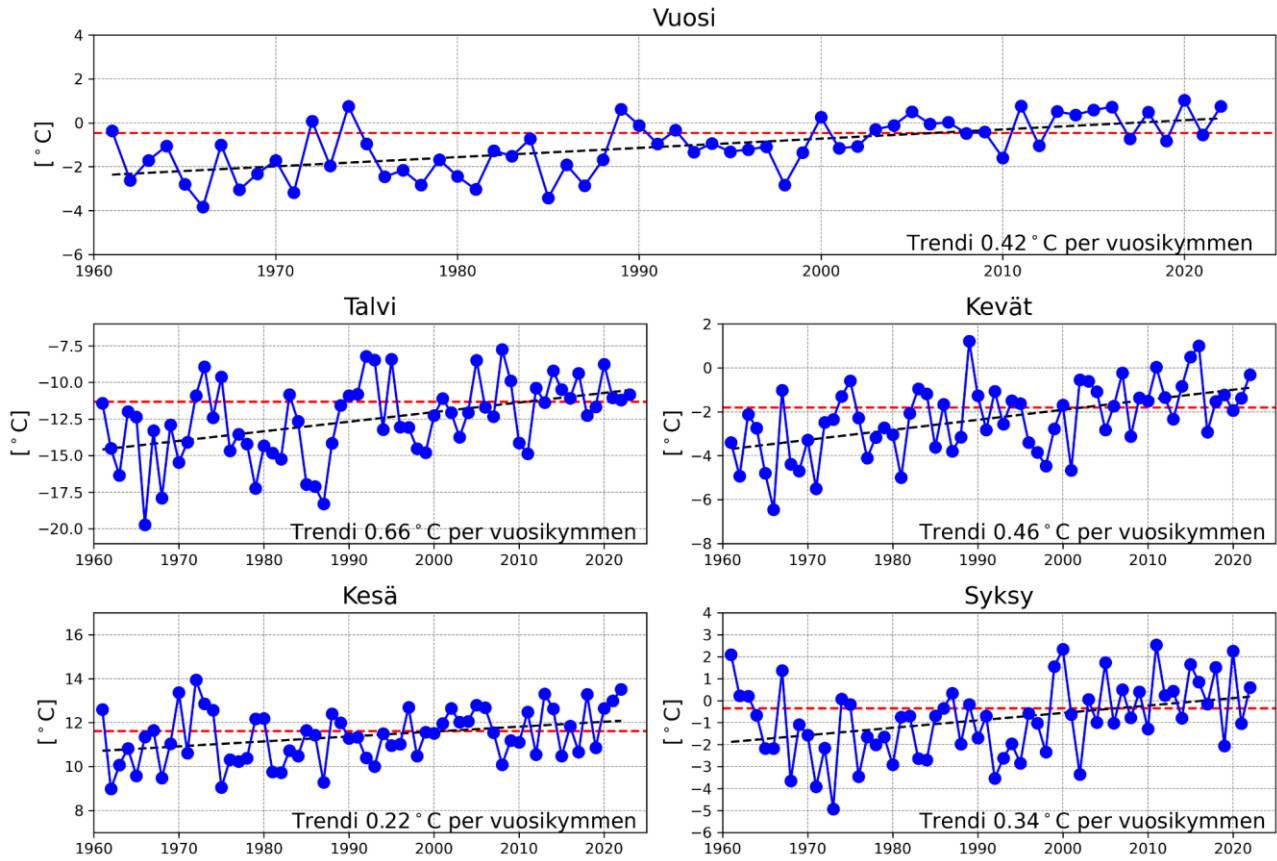 Vuosi
4
2
0
−2
−4
−6
[°C]
Trendi 0.42°C per vuosikymmen
1960 1970 1980 1990 2000 2010 2020
Talvi
−7.5
−10.0
−12.5
−15.0
−17.5
−20.0
[°C]
Trendi 0.66°C per vuosikymmen
1960 1970 1980 1990 2000 2010 2020
Kevät
2
0
−2
−4
−6
−8
[°C]
Trendi 0.46°C per vuosikymmen
1960 1970 1980 1990 2000 2010 2020
Kesä
16
14
12
10
8
[°C]
Trendi 0.22°C per vuosikymmen
1960 1970 1980 1990 2000 2010 2020
Syksy
4
3
2
1
0
−1
−2
−3
−4
−5
−6
[°C]
Trendi 0.34°C per vuosikymmen
1960 1970 1980 1990 2000 2010 2020